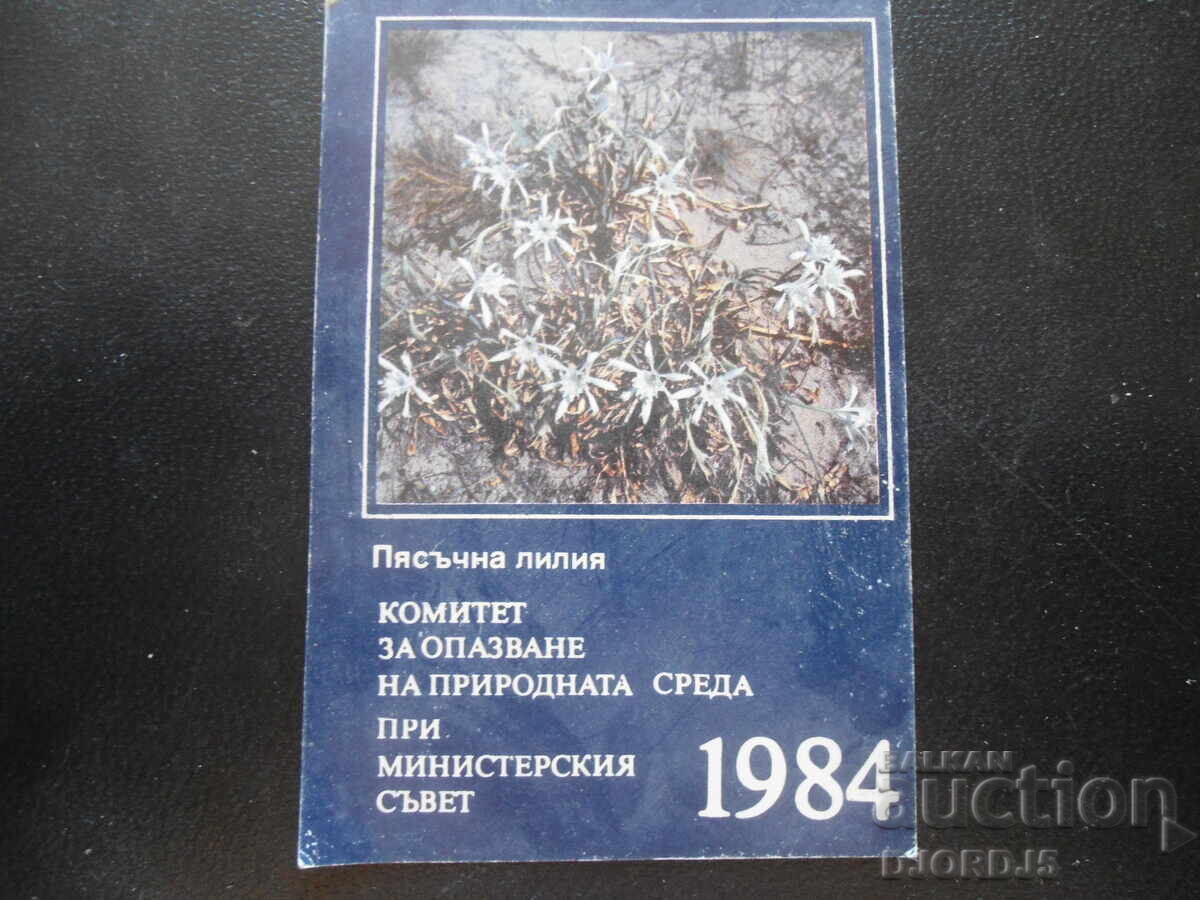 Пясъчна лилия
КОМИТЕТ
ЗА ОПАЗВАНЕ
НА ПРИРОДНАТА СРЕДА
ПРИ
МИНИСТЕРСКИЯ
СЪВЕТ
1984
BALKAN
auction
DJORDJ5